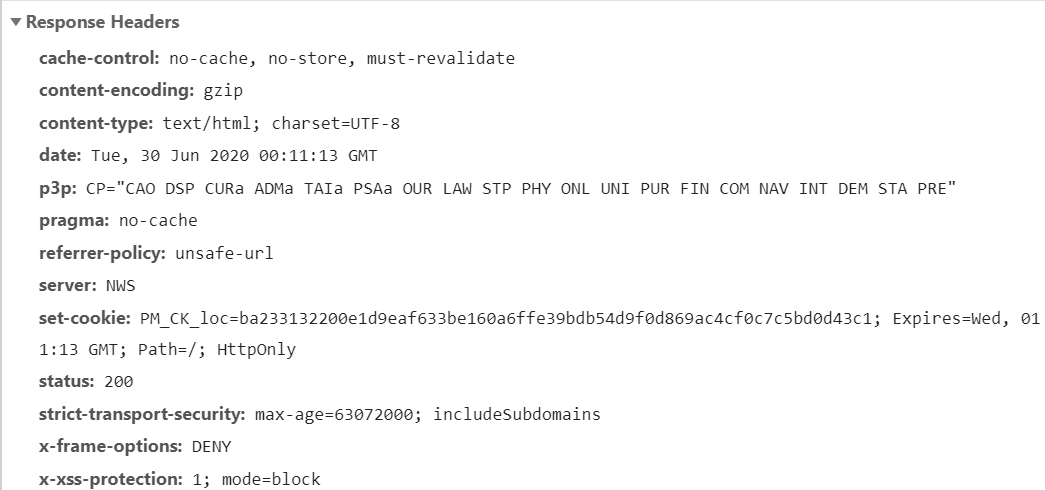 Response Headers
cache-control: no-cache, no-store, must-revalidate
content-encoding: gzip
content-type: text/html; charset=UTF-8
date: Tue, 30 Jun 2020 00:11:13 GMT
p3p: CP="CAO DSP CURa ADMa TAIa PSAa OUR LAW STP PHY ONL UNI PUR FIN COM NAV INT DEM STA PRE"
pragma: no-cache
referrer-policy: unsafe-url
server: NWS
set-cookie: PM_CK_loc=ba233132200e1d9eaf633be160a6ffe39bdb54d9f0d869ac4cf0c7c5bd0d43c1; Expires=Wed, 01
1:13 GMT; Path=/; HttpOnly
status: 200
strict-transport-security: max-age=63072000; includeSubdomains
x-frame-options: DENY
x-xss-protection: 1; mode=block